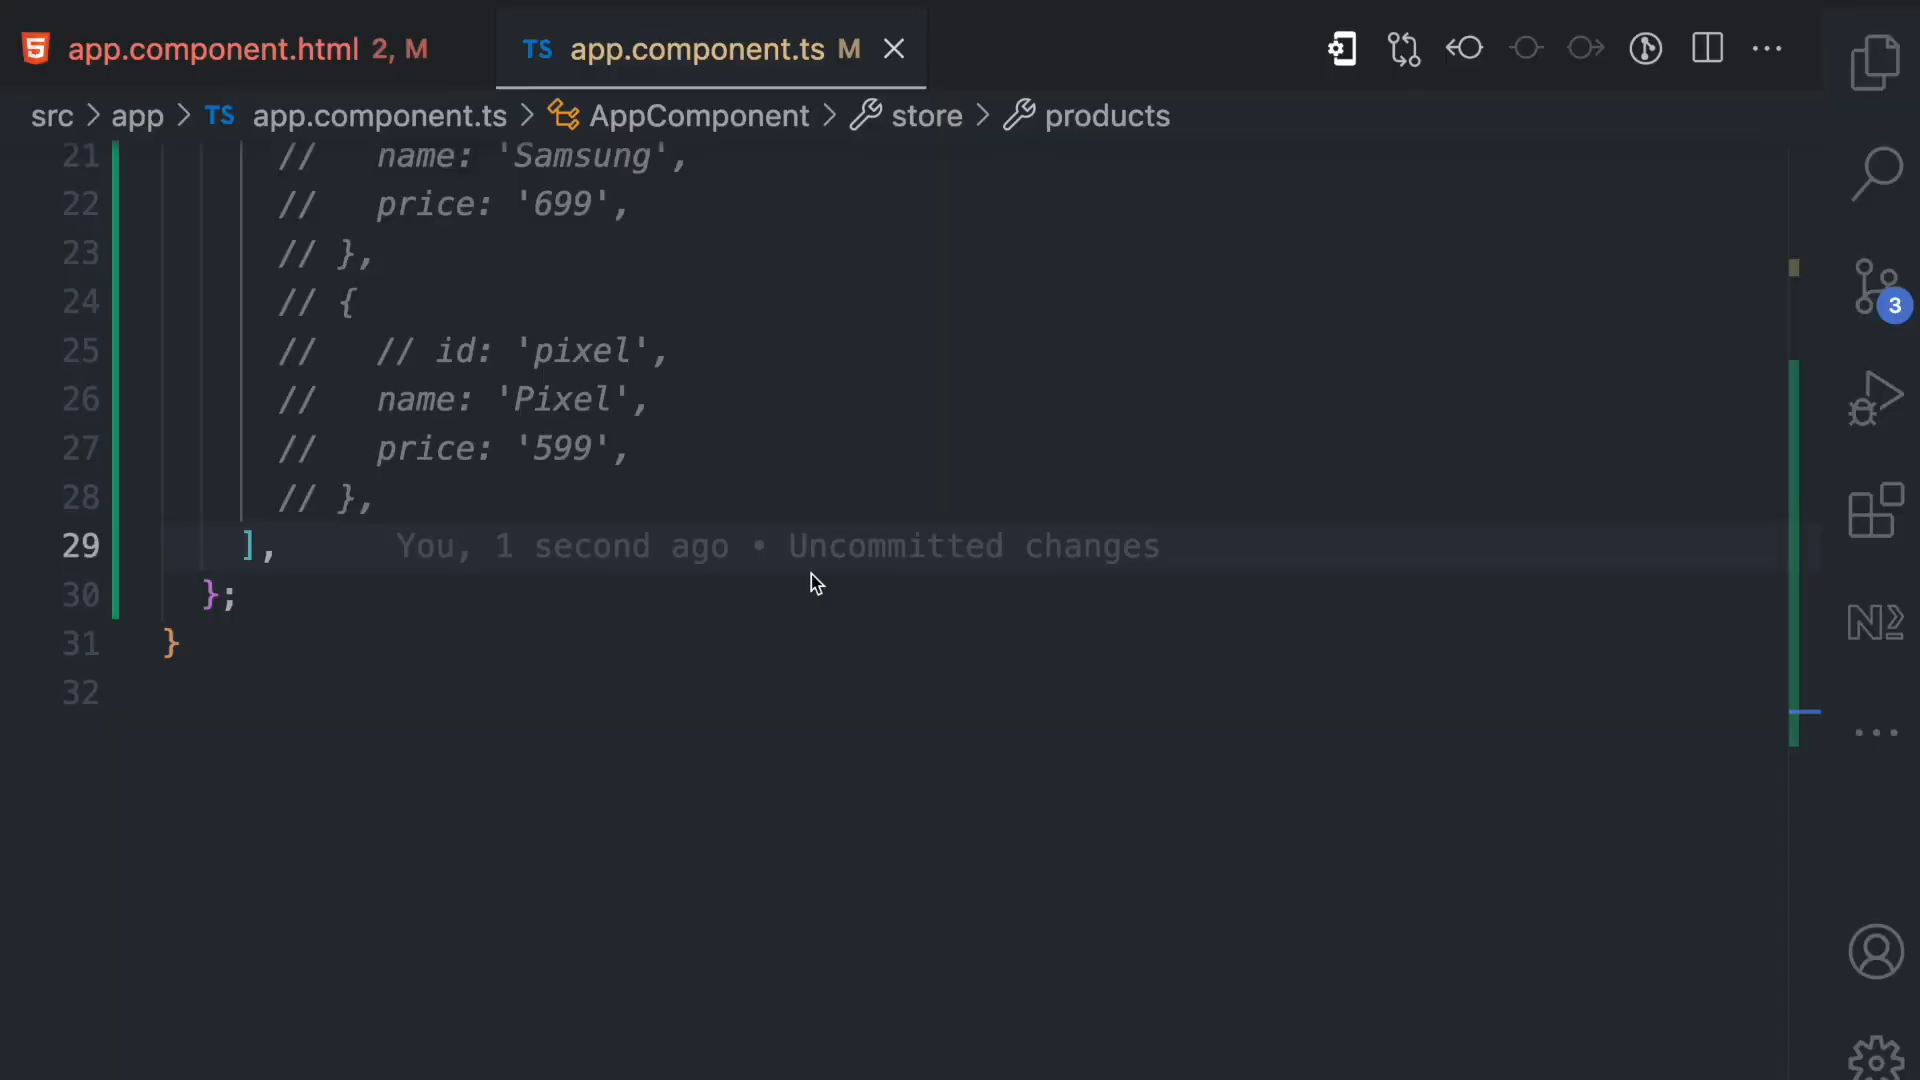 app.component.html 2, M
TS app.component.ts M
src > app > TS app.component.ts > AppComponent > store > products
21 //   name: 'Samsung',
22 //   price: '699',
23 // },
24 // {
25 //   // id: 'pixel',
26 //   name: 'Pixel',
27 //   price: '599',
28 // },
29 ], You, 1 second ago • Uncommitted changes
30 };
31 }
32
3